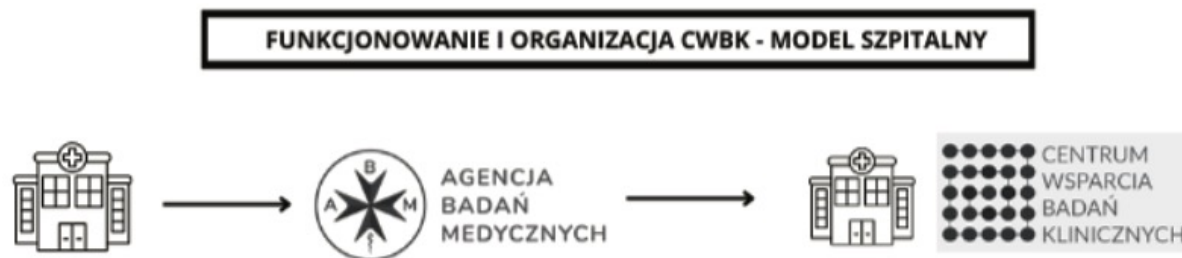 FUNKCJONOWANIE I ORGANIZACJA CWBK - MODEL SZPITALNY
B
A M
AGENCJA
BADAŃ
MEDYCZNYCH
CENTRUM
WSPARCIA
BADAŃ
KLINICZNYCH